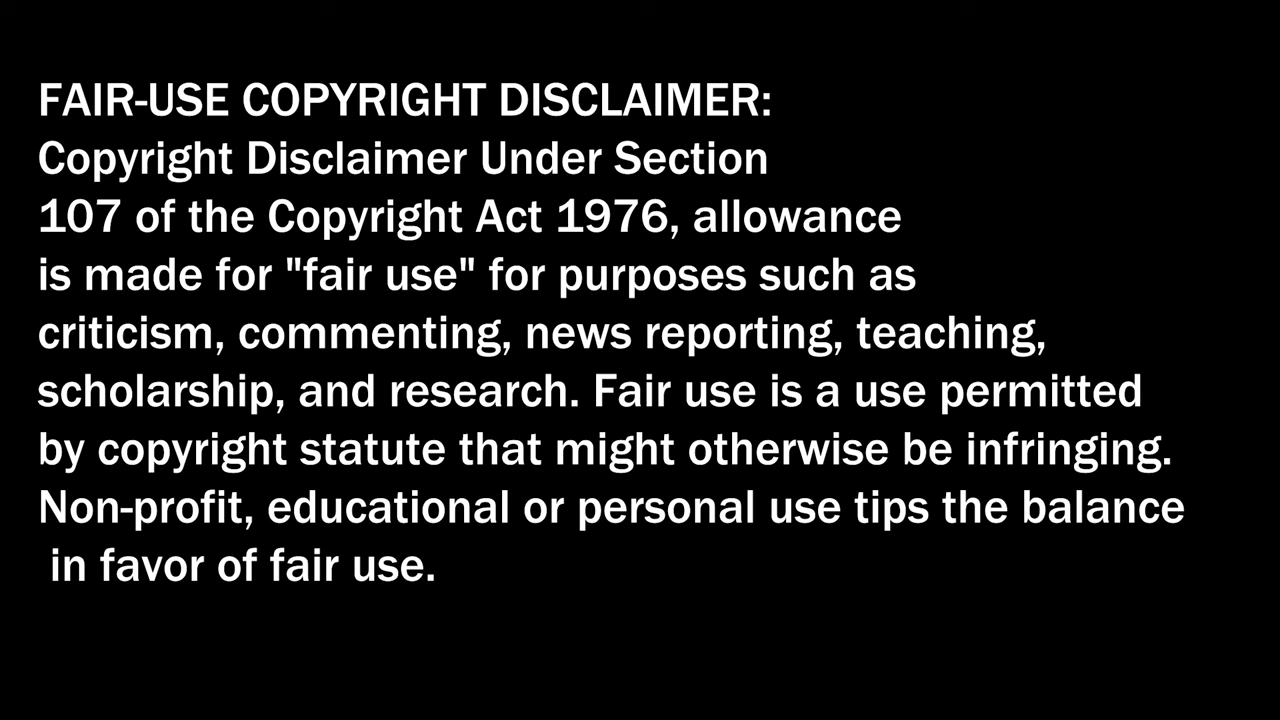 FAIR-USE COPYRIGHT DISCLAIMER:
Copyright Disclaimer Under Section
107 of the Copyright Act 1976, allowance
is made for "fair use" for purposes such as
criticism, commenting, news reporting, teaching,
scholarship, and research. Fair use is a use permitted
by copyright statute that might otherwise be infringing.
Non-profit, educational or personal use tips the balance
in favor of fair use.